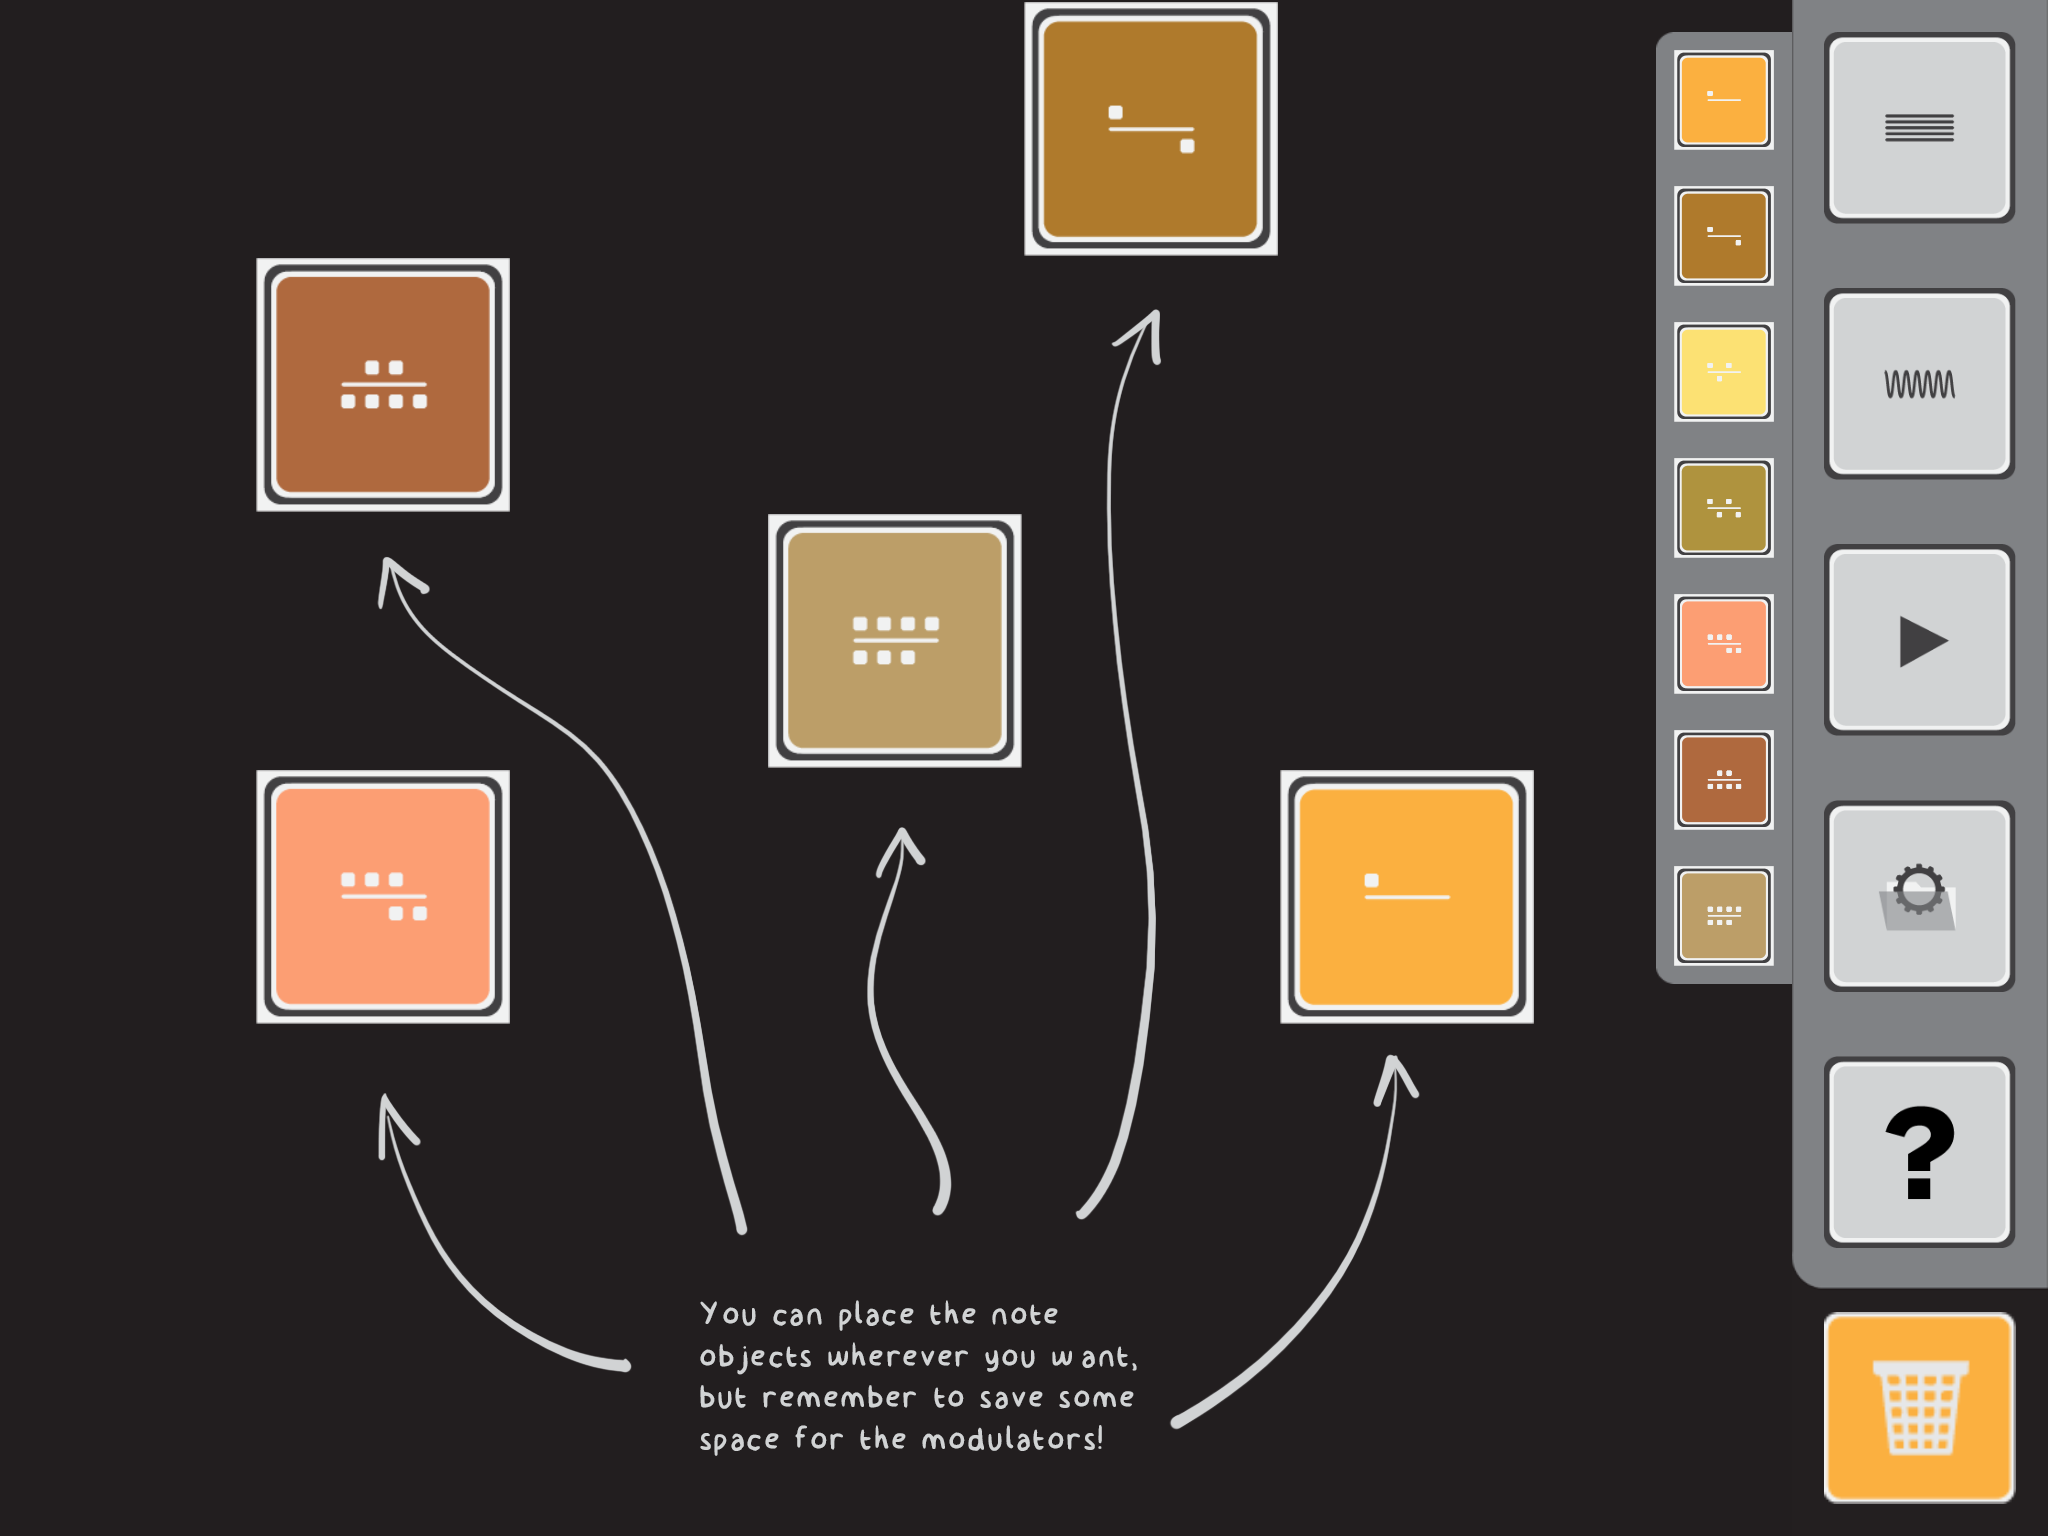 ?
You can place the note
objects wherever you want,
but remember to save some
space for the modulators!